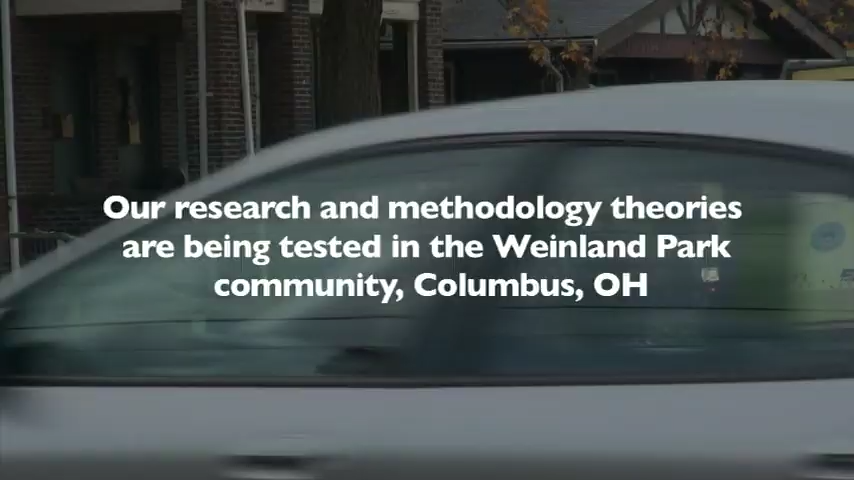 Our research and methodology theories
are being tested in the Weinland Park
community, Columbus, OH